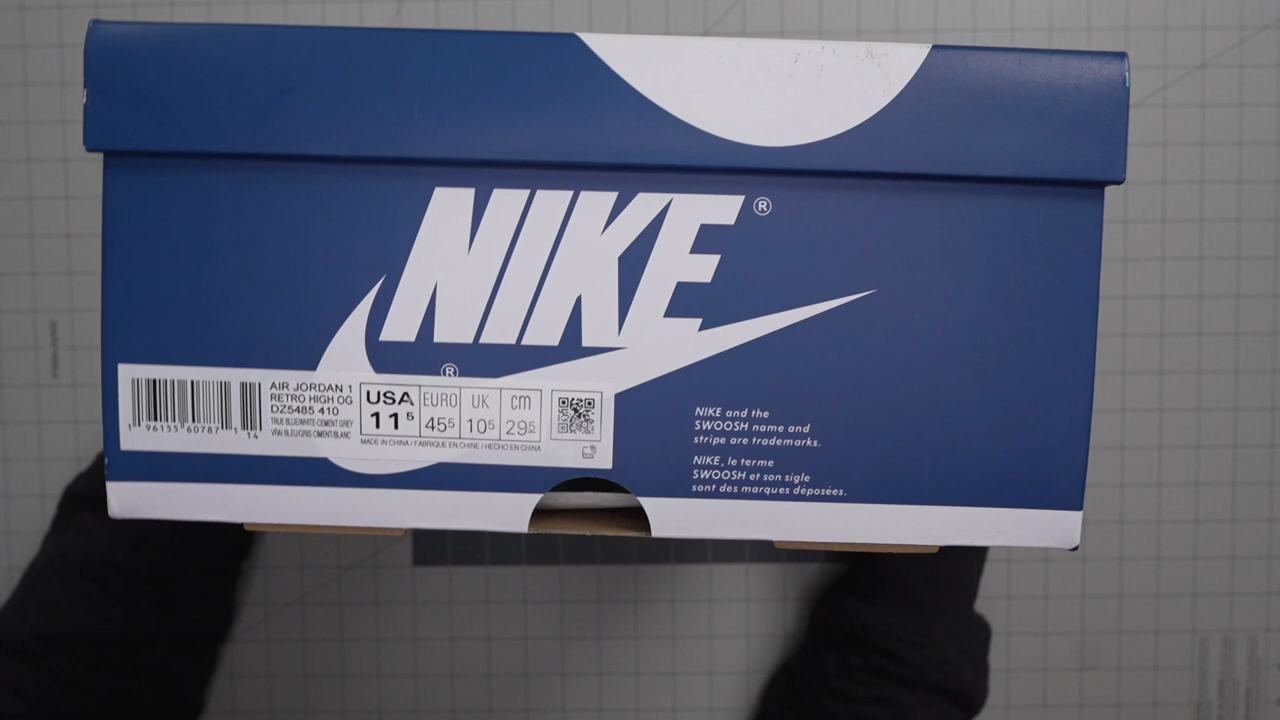 NIKE ®
®
AIR JORDAN 1
RETRO HIGH OG
DZ5485 410
TRUE BLUE/WHITE-CEMENT GREY
VRAI BLEU/GRIS CIMENT/BLANC
1 96155 60787 1
14
USA EURO UK cm
11⁵ 45⁵ 10⁵ 29⁵
MADE IN CHINA / FABRIQUE EN CHINE / HECHO EN CHINA
NIKE and the
SWOOSH name and
stripe are trademarks.
NIKE, le terme
SWOOSH et son sigle
sont des marques déposées.